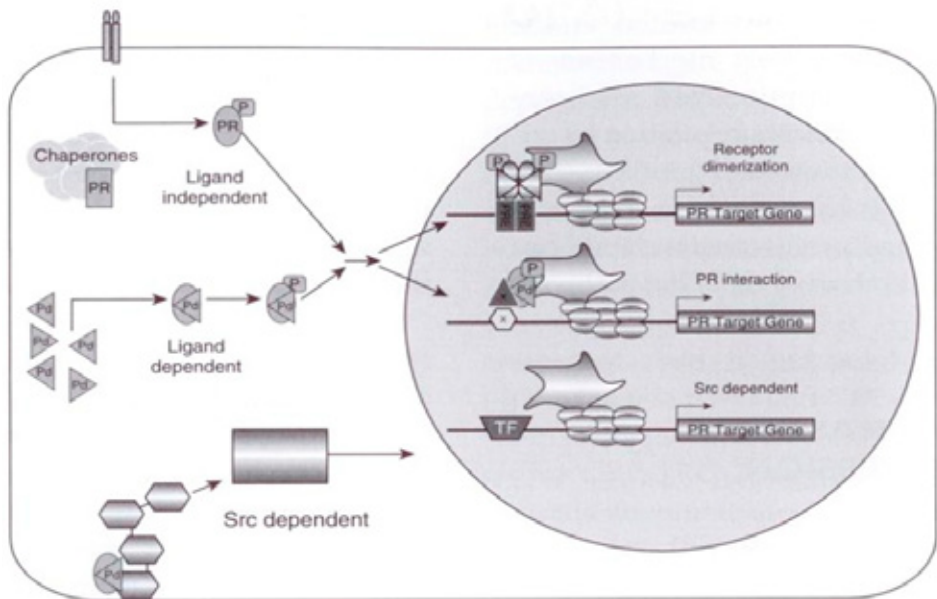 P
PR
Chaperones
PR
Ligand
independent
P
P
Receptor
dimerization
PR Target Gene
P
Pd
PR interaction
x
PR Target Gene
Pd
Pd
Pd
Pd
Pd
Pd
P
Pd
Ligand
dependent
Src dependent
TF
PR Target Gene
Src dependent
Pd